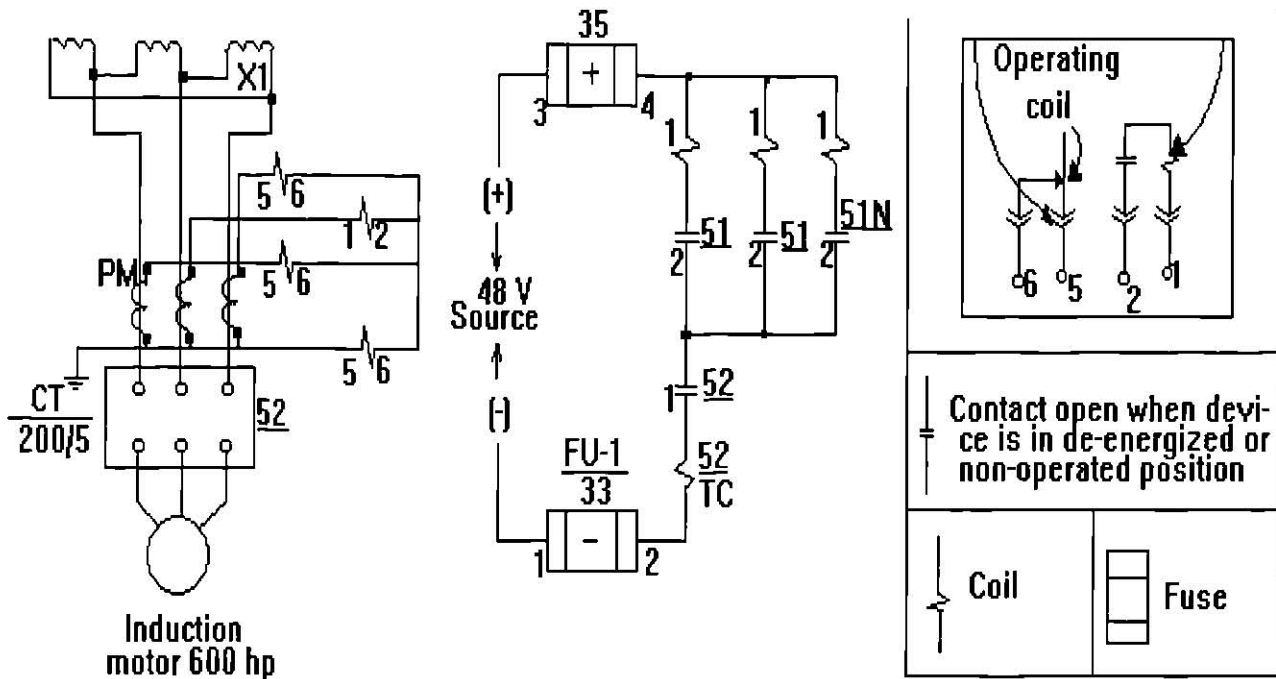 X1
5 6
1 2
PM
5 6
5 6
CT
200/5
52
Induction
motor 600 hp
35
+
3
4
(+)
48 V
Source
(-)
1
1
1
51
51
51N
2
2
2
1
52
52
TC
FU-1
33
-
1
2
Operating
coil
6
5
2
1
Contact open when devi-
ce is in de-energized or
non-operated position
Coil
Fuse